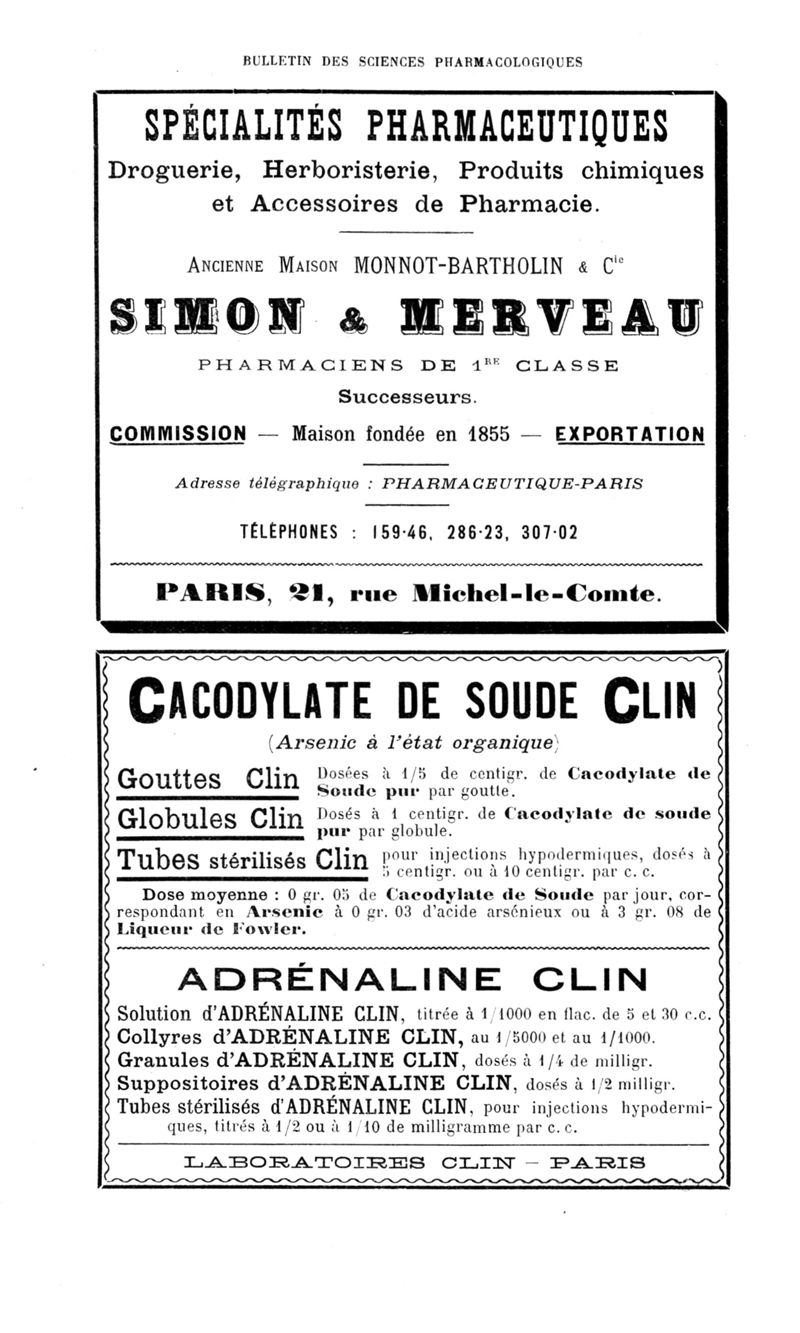 BULLETIN DES SCIENCES PHARMACOLOGIQUES
SPÉCIALITÉS PHARMACEUTIQUES
Droguerie, Herboristerie, Produits chimiques
et Accessoires de Pharmacie.
ANCIENNE MAISON MONNOT-BARTHOLIN & Cie
SIMON & MERVEAU
PHARMACIENS DE 1RE CLASSE
Successeurs.
COMMISSION — Maison fondée en 1855 — EXPORTATION
Adresse télégraphique : PHARMACEUTIQUE-PARIS
TÉLÉPHONES : 159-46, 286-23, 307-02
PARIS, 21, rue Michel-le-Comte.
CACODYLATE DE SOUDE CLIN
(Arsenic à l'état organique)
Gouttes Clin Dosées à 1/5 de centigr. de Cacodylate de
Soude pur par goutte.
Globules Clin Dosés à 1 centigr. de Cacodylate de soude
pur par globule.
Tubes stérilisés Clin pour injections hypodermiques, dosés à
5 centigr. ou à 10 centigr. par c. c.
Dose moyenne : 0 gr. 05 de Cacodylate de Soude par jour, cor-
respondant en Arsenic à 0 gr. 03 d'acide arsénieux ou à 3 gr. 08 de
Liqueur de Fowler.
ADRÉNALINE CLIN
Solution d'ADRÉNALINE CLIN, titrée à 1/1000 en flac. de 5 et 30 c.c.
Collyres d'ADRÉNALINE CLIN, au 1/5000 et au 1/1000.
Granules d'ADRÉNALINE CLIN, dosés à 1/4 de milligr.
Suppositoires d'ADRÉNALINE CLIN, dosés à 1/2 milligr.
Tubes stérilisés d'ADRÉNALINE CLIN, pour injections hypodermi-
ques, titrés à 1/2 ou à 1/10 de milligramme par c. c.
LABORATOIRES CLIN — PARIS